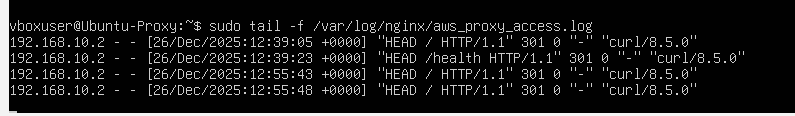 vboxuser@Ubuntu-Proxy:~$ sudo tail -f /var/log/nginx/aws_proxy_access.log
192.168.10.2 - - [26/Dec/2025:12:39:05 +0000] "HEAD / HTTP/1.1" 301 0 "-" "curl/8.5.0"
192.168.10.2 - - [26/Dec/2025:12:39:23 +0000] "HEAD /health HTTP/1.1" 301 0 "-" "curl/8.5.0"
192.168.10.2 - - [26/Dec/2025:12:55:43 +0000] "HEAD / HTTP/1.1" 301 0 "-" "curl/8.5.0"
192.168.10.2 - - [26/Dec/2025:12:55:48 +0000] "HEAD / HTTP/1.1" 301 0 "-" "curl/8.5.0"